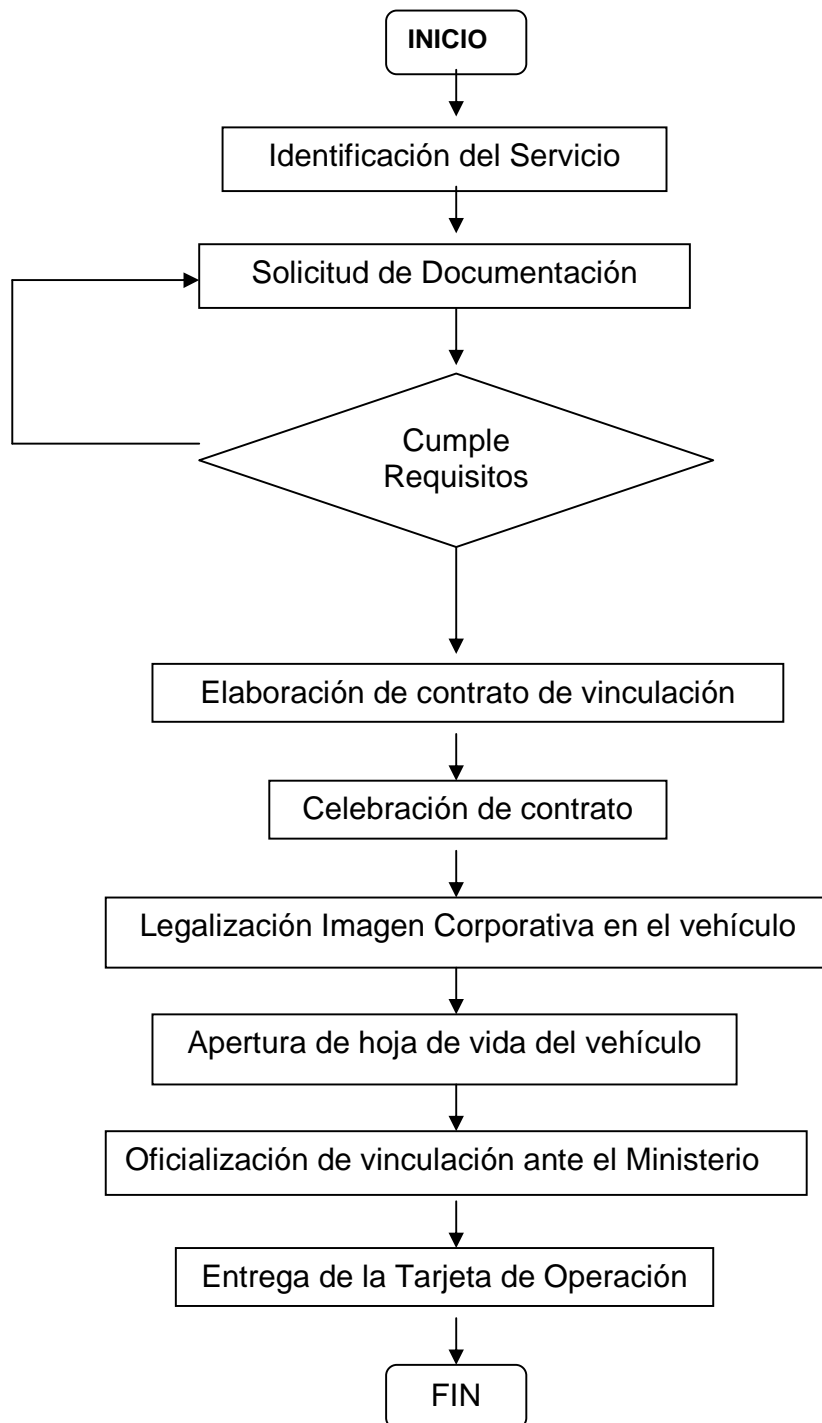 INICIO
Identificación del Servicio
Solicitud de Documentación
Cumple
Requisitos
Elaboración de contrato de vinculación
Celebración de contrato
Legalización Imagen Corporativa en el vehículo
Apertura de hoja de vida del vehículo
Oficialización de vinculación ante el Ministerio
Entrega de la Tarjeta de Operación
FIN